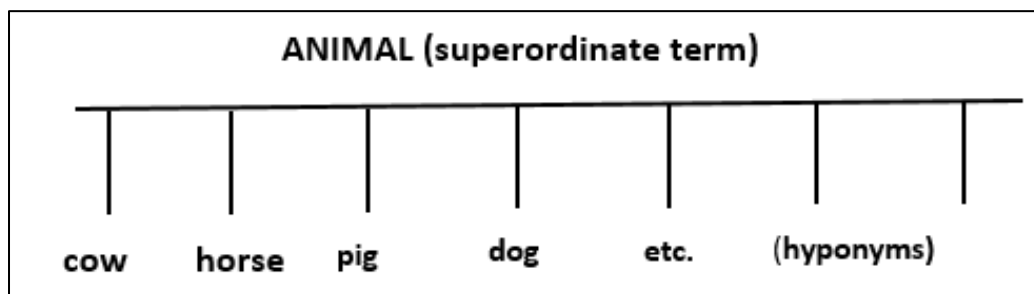 ANIMAL (superordinate term)
cow horse pig dog etc. (hyponyms)